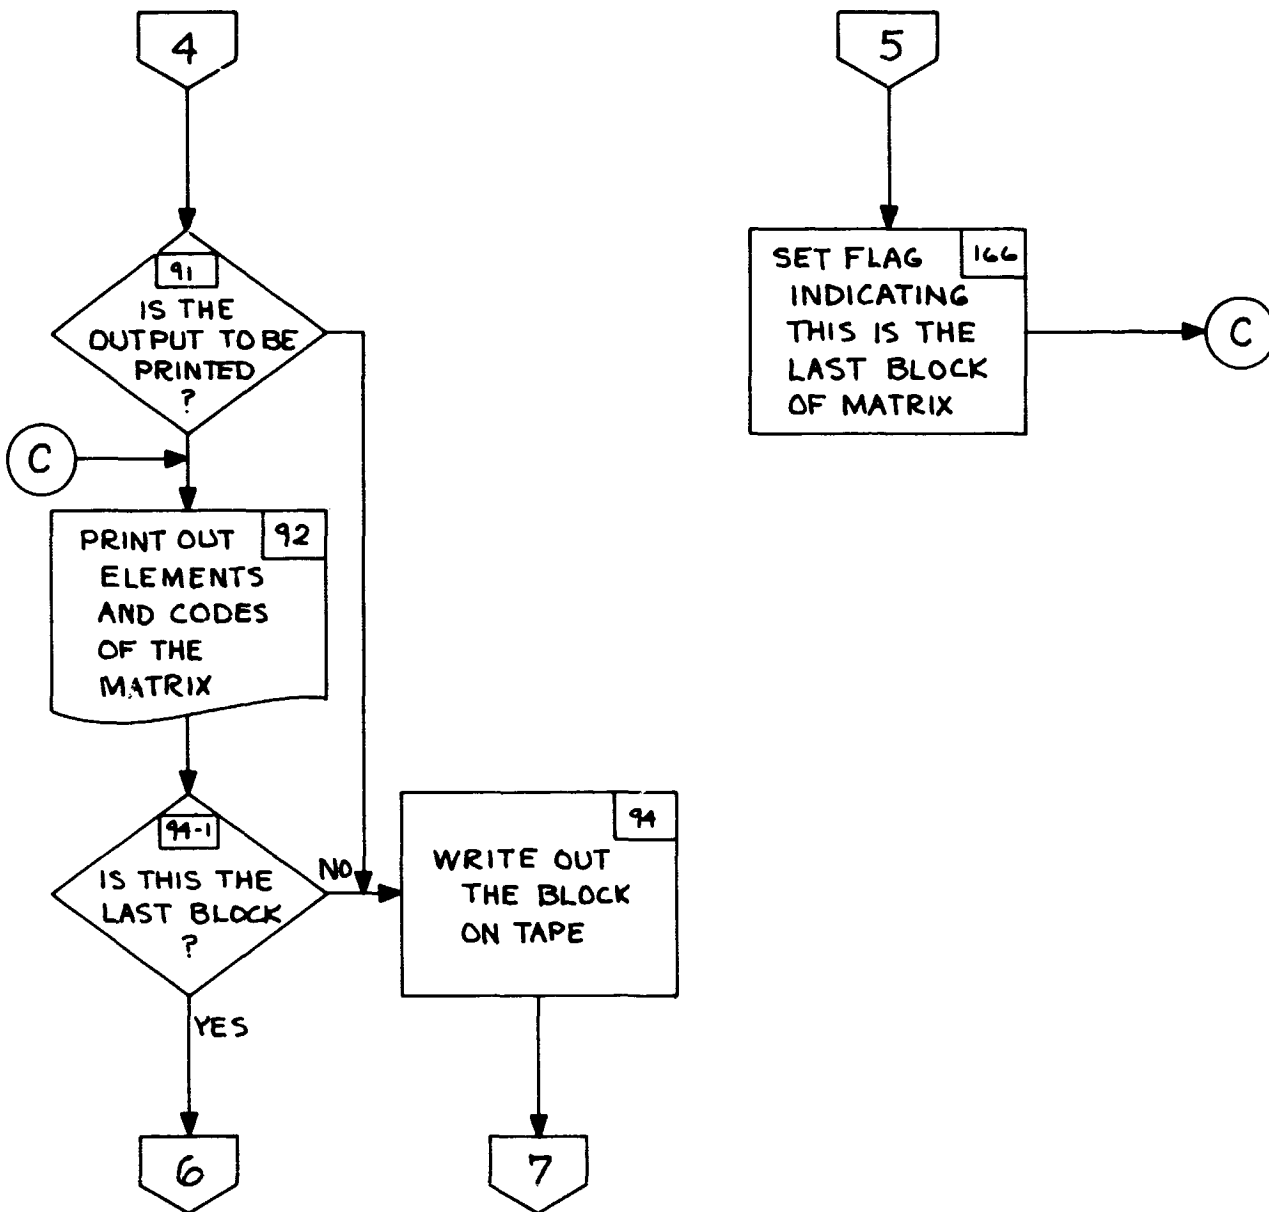 4
91
IS THE
OUTPUT TO BE
PRINTED
?
C
PRINT OUT 92
ELEMENTS
AND CODES
OF THE
MATRIX
94-1
IS THIS THE
LAST BLOCK
?
NO
YES
94
WRITE OUT
THE BLOCK
ON TAPE
6
7
5
SET FLAG 166
INDICATING
THIS IS THE
LAST BLOCK
OF MATRIX
C